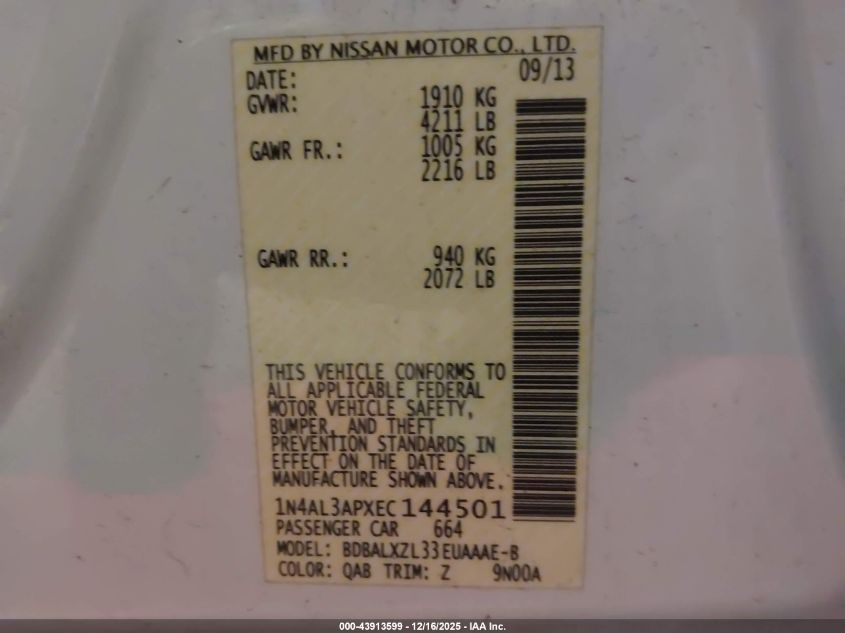 MFD BY NISSAN MOTOR CO., LTD.
DATE: 09/13
GVWR: 1910 KG
4211 LB
GAWR FR.: 1005 KG
2216 LB
GAWR RR.: 940 KG
2072 LB
THIS VEHICLE CONFORMS TO
ALL APPLICABLE FEDERAL
MOTOR VEHICLE SAFETY,
BUMPER, AND THEFT
PREVENTION STANDARDS IN
EFFECT ON THE DATE OF
MANUFACTURE SHOWN ABOVE.
1N4AL3APXEC144501
PASSENGER CAR 664
MODEL: BDBALXZL33EUAAAE-B
COLOR: QAB TRIM: Z 9N00A
000-43913599 - 12/16/2025 - IAA Inc.